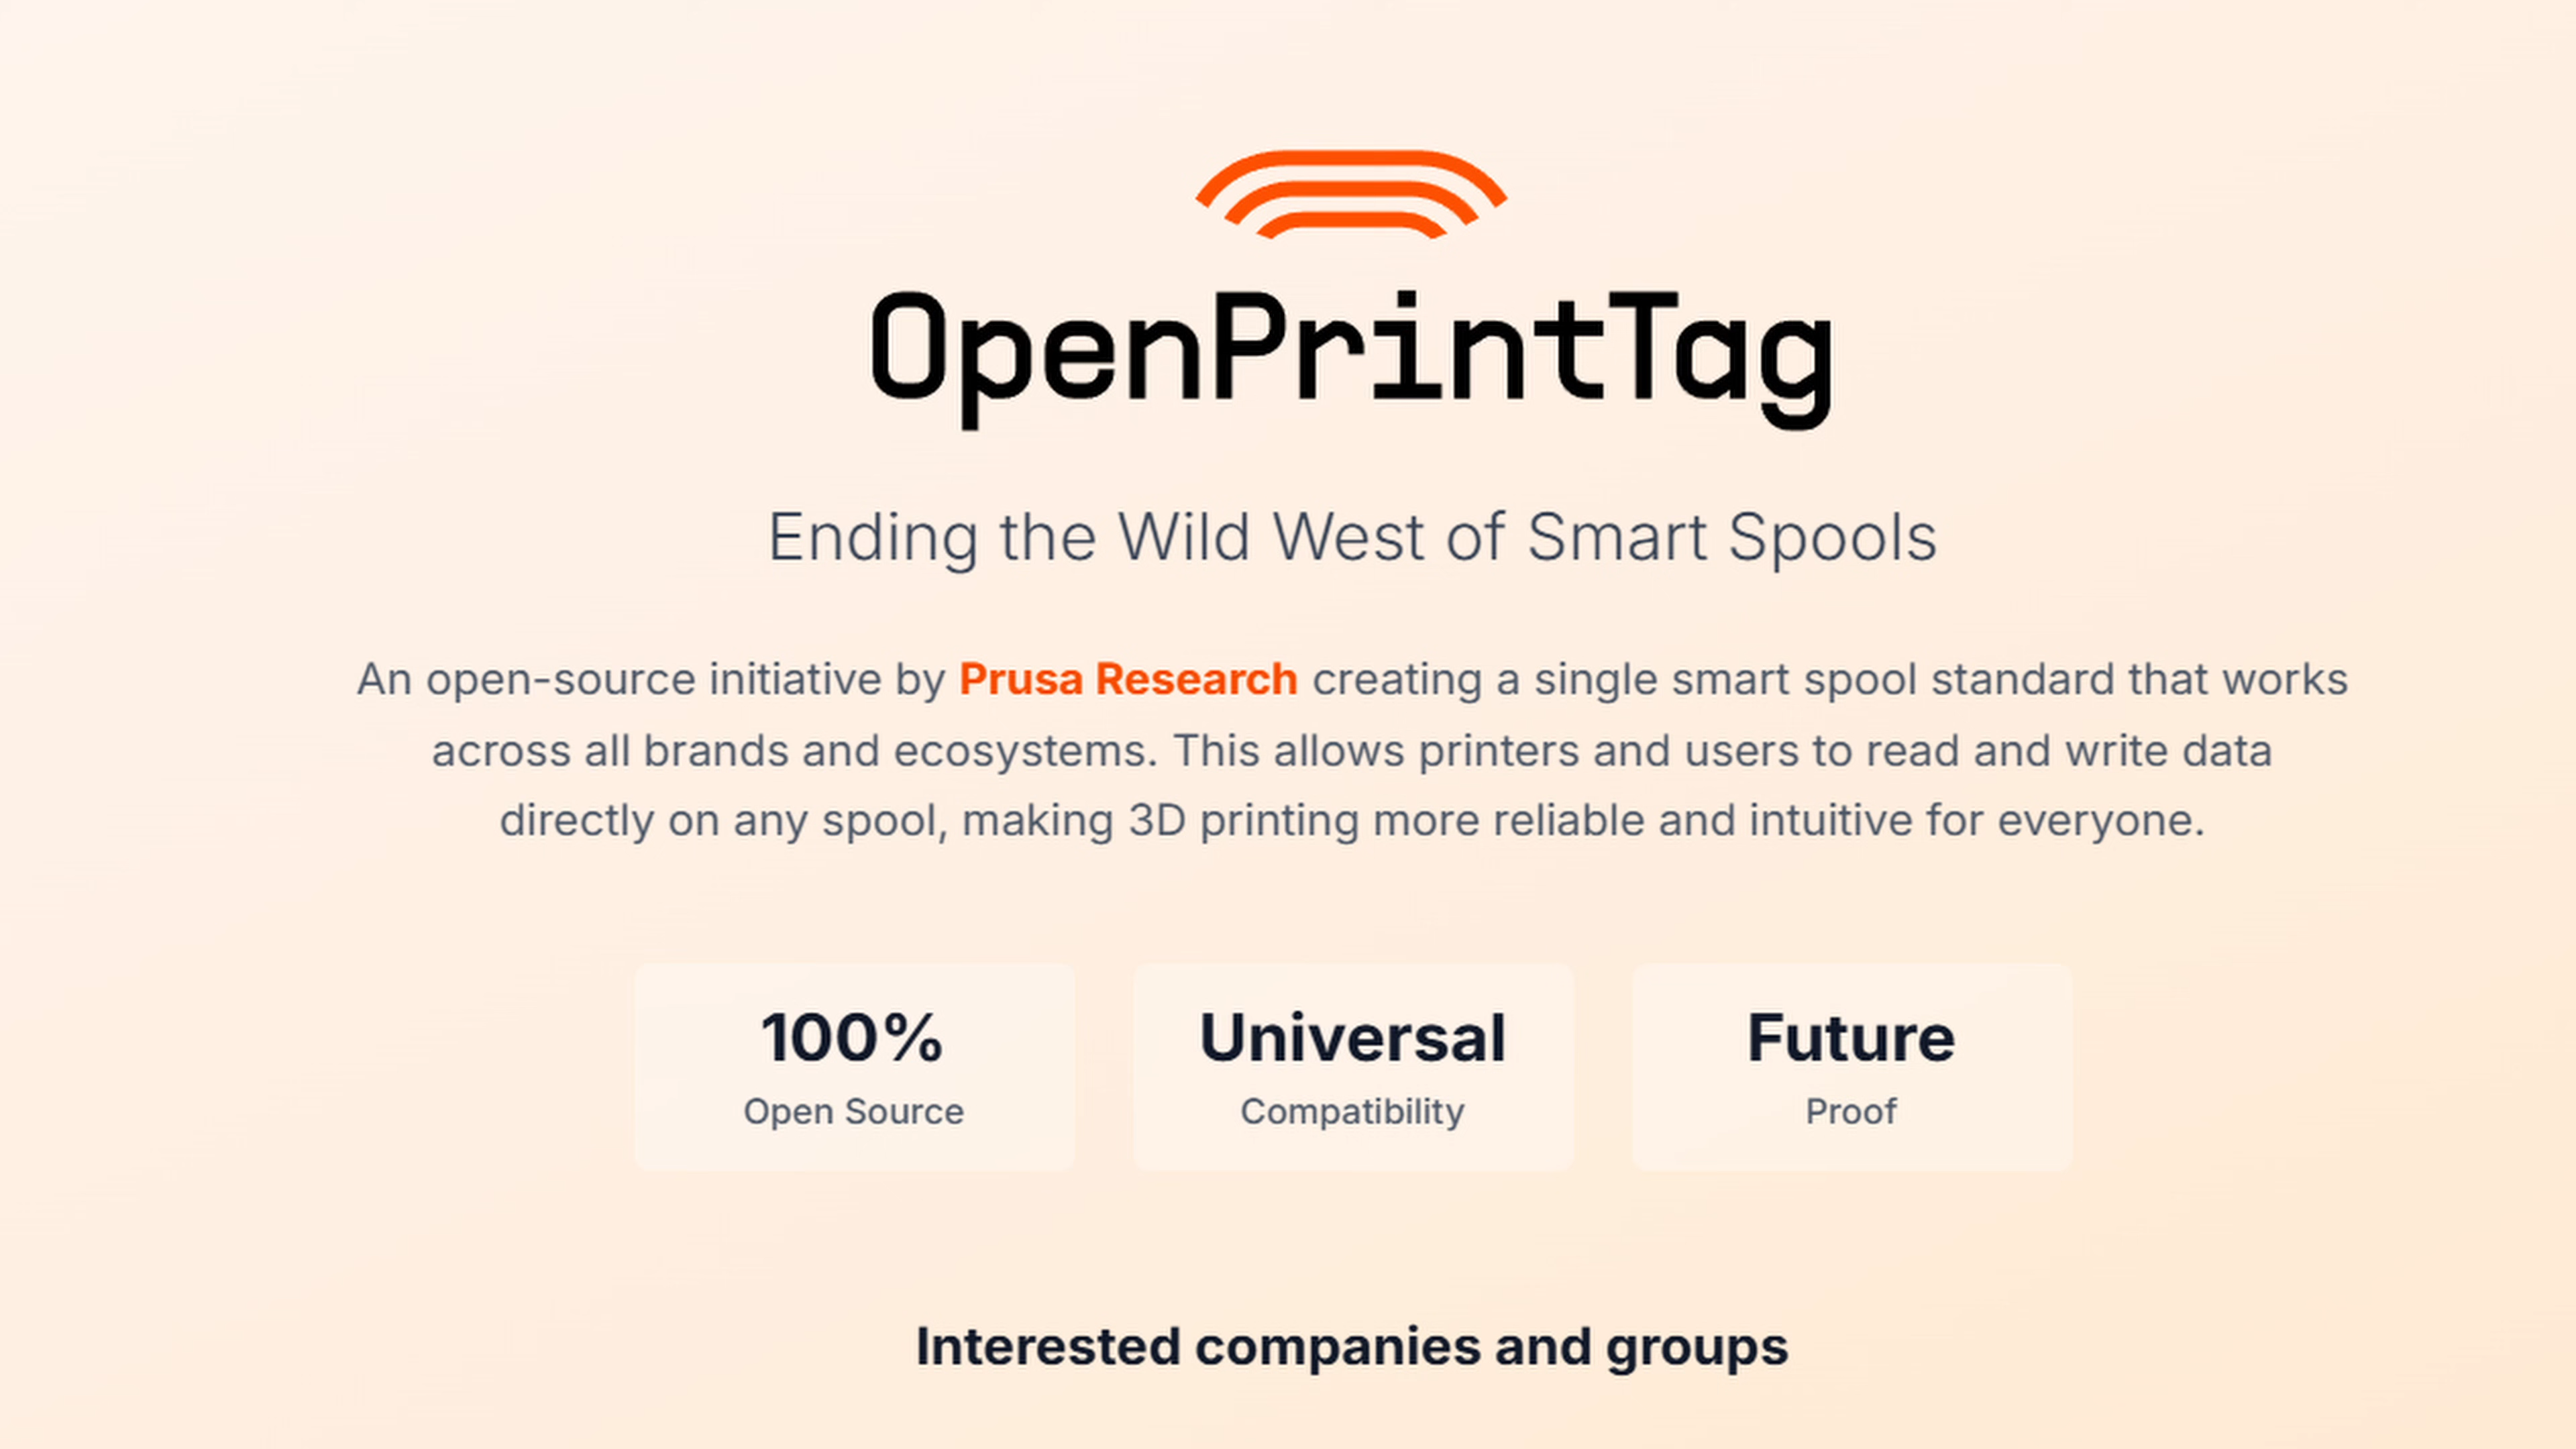 OpenPrintTag
Ending the Wild West of Smart Spools
An open-source initiative by Prusa Research creating a single smart spool standard that works
across all brands and ecosystems. This allows printers and users to read and write data
directly on any spool, making 3D printing more reliable and intuitive for everyone.
100%
Open Source
Universal
Compatibility
Future
Proof
Interested companies and groups